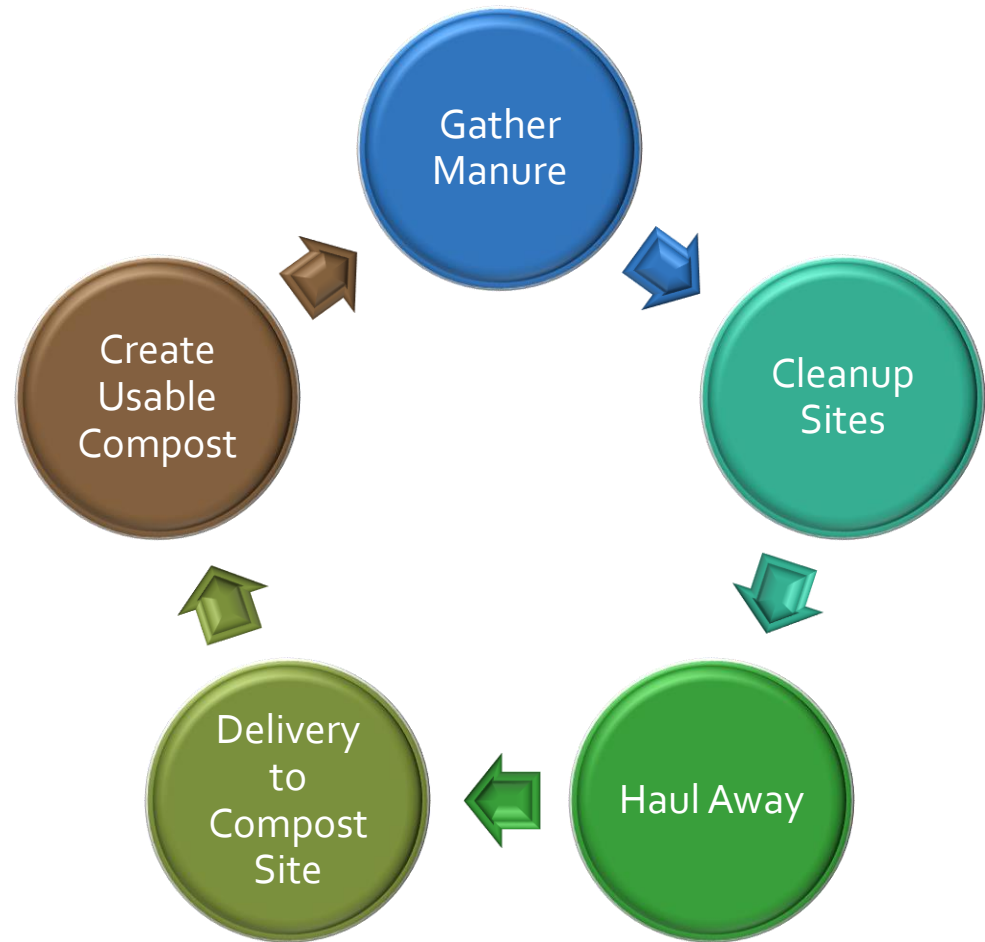 Gather
Manure
Cleanup
Sites
Haul Away
Delivery
to
Compost
Site
Create
Usable
Compost